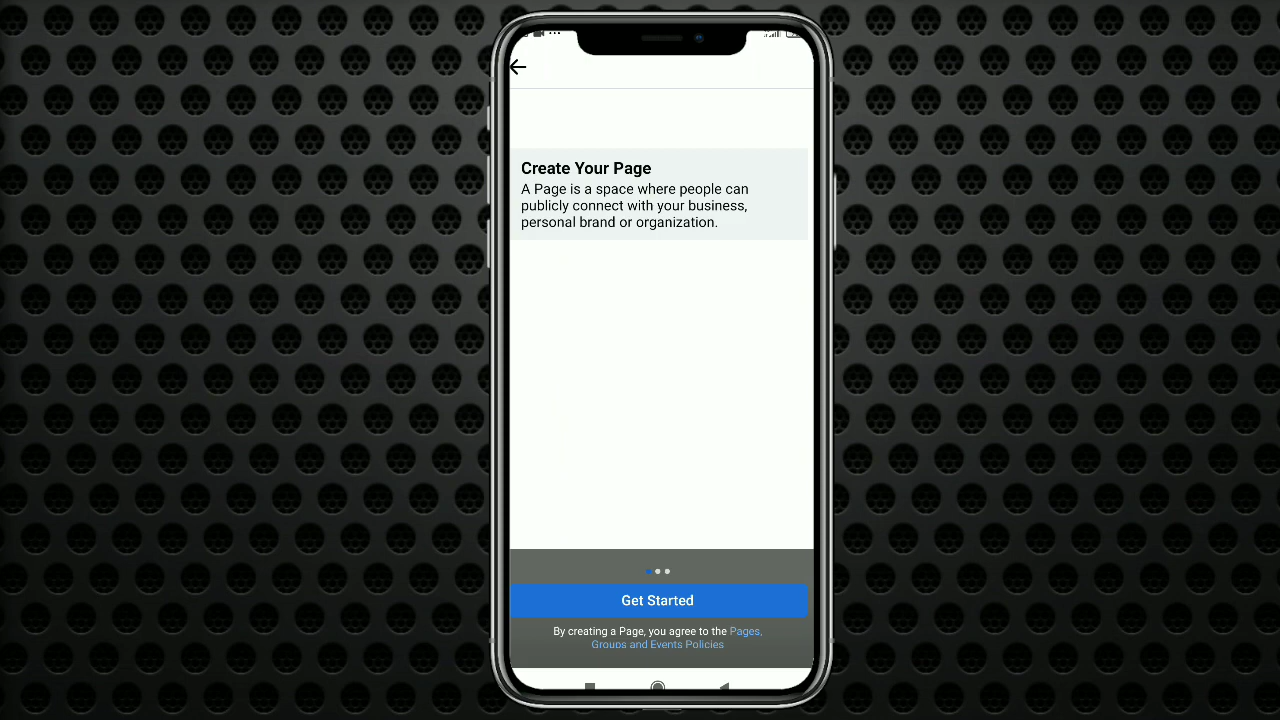 Create Your Page
A Page is a space where people can
publicly connect with your business,
personal brand or organization.
Get Started
By creating a Page, you agree to the Pages,
Groups and Events Policies